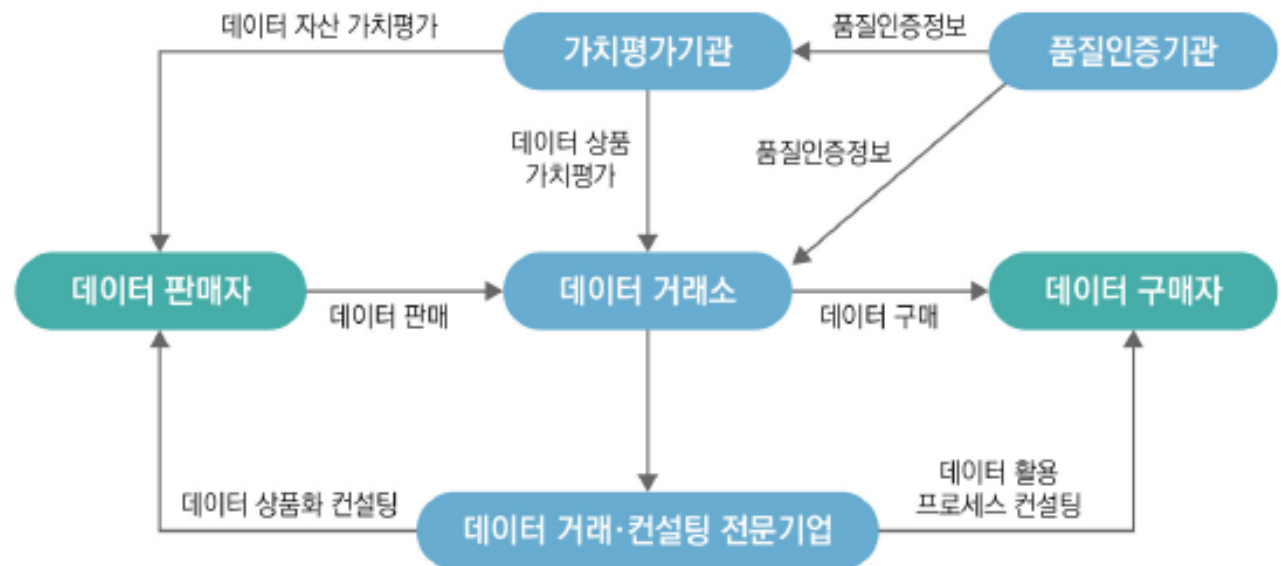 데이터 자산 가치평가
가치평가기관
품질인증정보
품질인증기관
데이터 상품
가치평가
품질인증정보
데이터 판매자
데이터 판매
데이터 거래소
데이터 구매
데이터 구매자
데이터 상품화 컨설팅
데이터 거래·컨설팅 전문기업
데이터 활용
프로세스 컨설팅